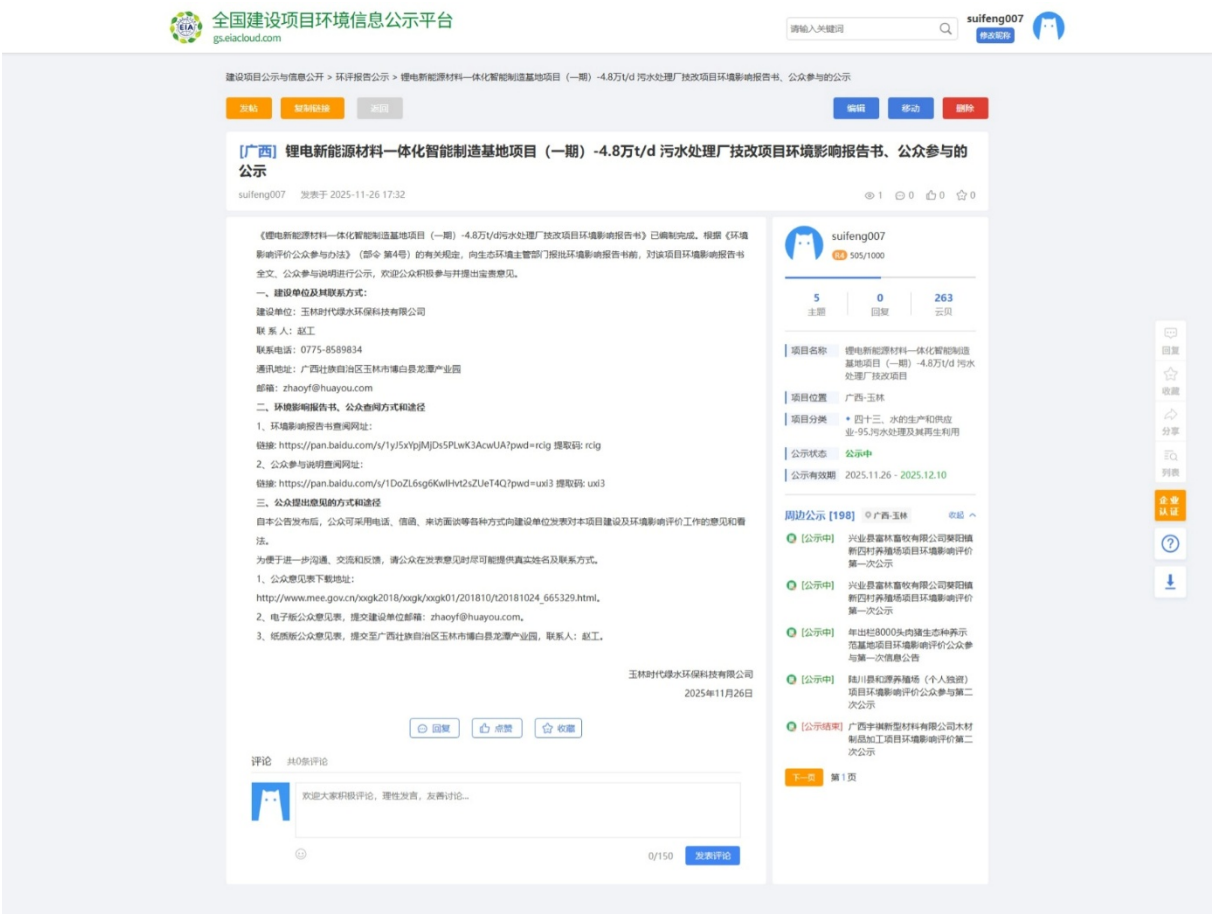 全国建设项目环境信息公示平台
gs.eiacloud.com
请输入关键词
suifeng007
修改昵称
建设项目公示与信息公开 > 环评报告公示 > 锂电新能源材料一体化智能制造基地项目（一期）-4.8万t/d 污水处理厂技改项目环境影响报告书、公众参与的公示
发帖
复制链接
返回
编辑
移动
删除
[广西] 锂电新能源材料一体化智能制造基地项目（一期）-4.8万t/d 污水处理厂技改项目环境影响报告书、公众参与的
公示
suifeng007 发表于 2025-11-26 17:32
1 0 0 0
《锂电新能源材料一体化智能制造基地项目（一期）-4.8万t/d污水处理厂技改项目环境影响报告书》已编制完成。根据《环境
影响评价公众参与办法》（部令 第4号）的有关规定，向生态环境主管部门报批环境影响报告书前，对该项目环境影响报告书
全文、公众参与说明进行公示，欢迎公众积极参与并提出宝贵意见。
一、建设单位及其联系方式：
建设单位：玉林时代绿水环保科技有限公司
联 系 人：赵工
联系电话：0775-8589834
通讯地址：广西壮族自治区玉林市博白县龙潭产业园
邮箱：zhaoyf@huayou.com
二、环境影响报告书、公众查阅方式和途径
1、环境影响报告书查阅网址：
链接: https://pan.baidu.com/s/1yJ5xYpJMjDs5PLwK3AcwUA?pwd=rcig 提取码: rcig
2、公众参与说明查阅网址：
链接: https://pan.baidu.com/s/1DoZL6sg6KwIHvt2sZUeT4Q?pwd=uxi3 提取码: uxi3
三、公众提出意见的方式和途径
自本公告发布后，公众可采用电话、信函、来访面谈等各种方式向建设单位发表对本项目建设及环境影响评价工作的意见和看
法。
为便于进一步沟通、交流和反馈，请公众在发表意见时尽可能提供真实姓名及联系方式。
1、公众意见表下载地址：
http://www.mee.gov.cn/xxgk2018/xxgk/xxgk01/201810/t20181024_665329.html。
2、电子版公众意见表，提交建设单位邮箱：zhaoyf@huayou.com。
3、纸质版公众意见表，提交至广西壮族自治区玉林市博白县龙潭产业园，联系人：赵工。
玉林时代绿水环保科技有限公司
2025年11月26日
回复
点赞
收藏
评论 共0条评论
欢迎大家积极评论，理性发言，友善讨论...
0/150
发表评论
suifeng007
505/1000
5 0 263
主题 回复 云贝
项目名称 锂电新能源材料一体化智能制造
基地项目（一期）-4.8万t/d 污水
处理厂技改项目
项目位置 广西-玉林
项目分类 • 四十三、水的生产和供应
业-95.污水处理及其再生利用
公示状态 公示中
公示有效期 2025.11.26 - 2025.12.10
周边公示 [198] 广西-玉林 收起
[公示中] 兴业县富林畜牧有限公司葵阳镇
新四村养殖场项目环境影响评价
第一次公示
[公示中] 兴业县富林畜牧有限公司葵阳镇
新四村养殖场项目环境影响评价
第一次公示
[公示中] 年出栏8000头肉猪生态种养示
范基地项目环境影响评价公众参
与第一次信息公告
[公示中] 陆川县和源养殖场（个人独资）
项目环境影响评价公众参与第二
次公示
[公示结束] 广西宇祺新型材料有限公司木材
制品加工项目环境影响评价第二
次公示
下一页 第1页
回复
收藏
分享
列表
企业
认证